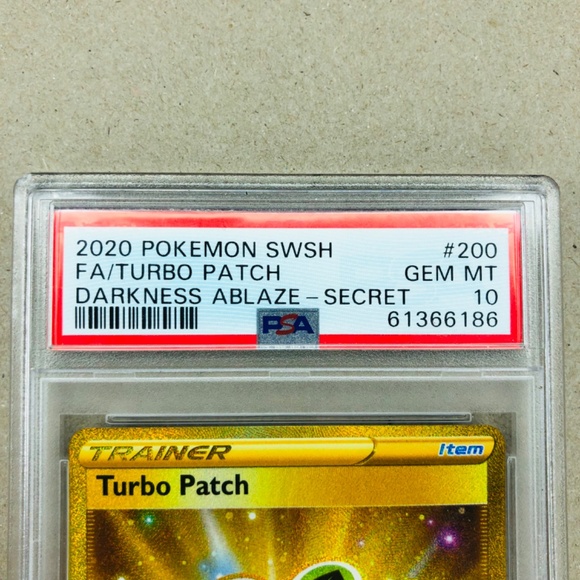 2020 POKEMON SWSH #200
FA/TURBO PATCH GEM MT
DARKNESS ABLAZE - SECRET 10
PSA 61366186
TRAINER Item
Turbo Patch